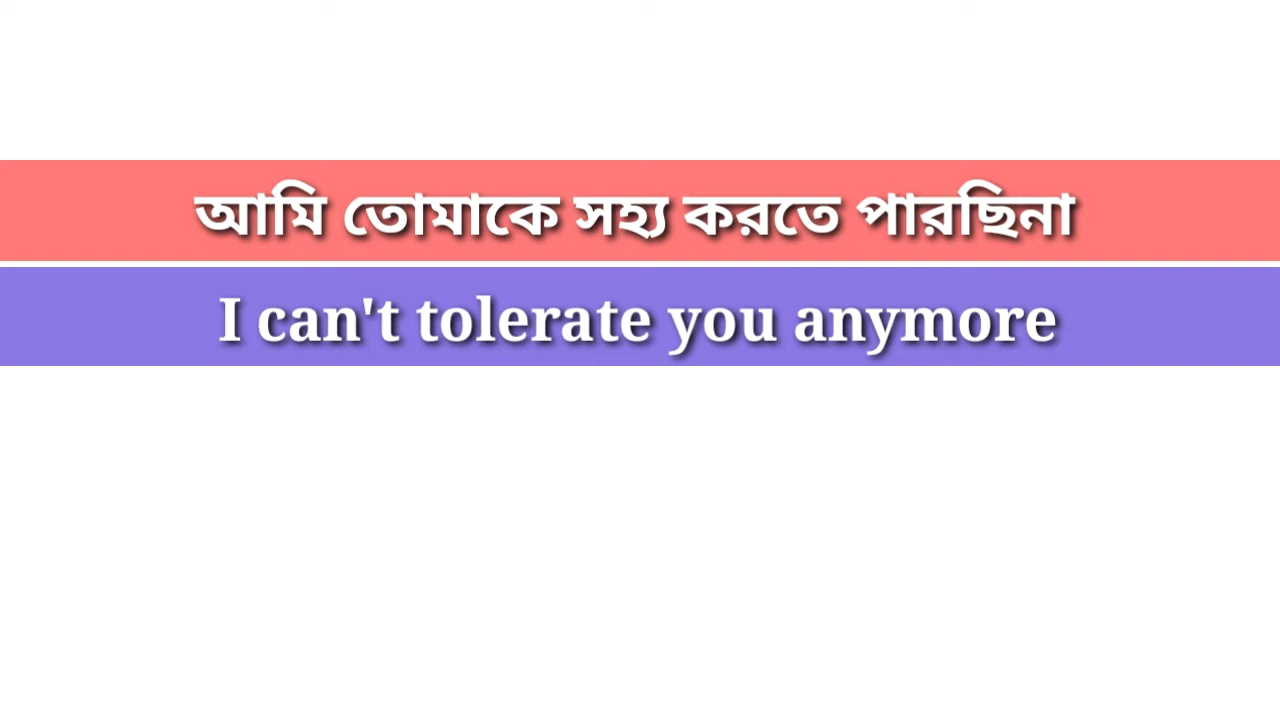 আমি তোমাকে সহ্য করতে পারছিনা
I can't tolerate you anymore